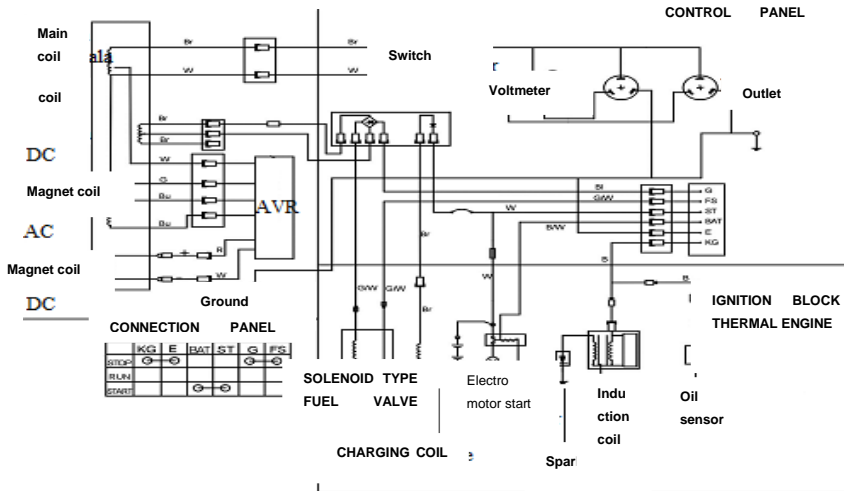 CONTROL PANEL
Main
coil
ală
coil
Br
Br
W
W
Switch
Voltmeter
Outlet
Br
Br
DC
W
G
Bu
Bu
AVR
Magnet coil
AC
Magnet coil
+ R
- W
DC
Ground
Bl
G/W
W
B/W
Br
G
FS
ST
BAT
E
KG
B
B
W
G/W
G/W
Br
IGNITION BLOCK
THERMAL ENGINE
CONNECTION PANEL
KG E BAT ST G FS
STOP
RUN
START
SOLENOID TYPE
FUEL VALVE
Electro
motor start
Indu
ction
coil
Oil
sensor
CHARGING COIL
Spar